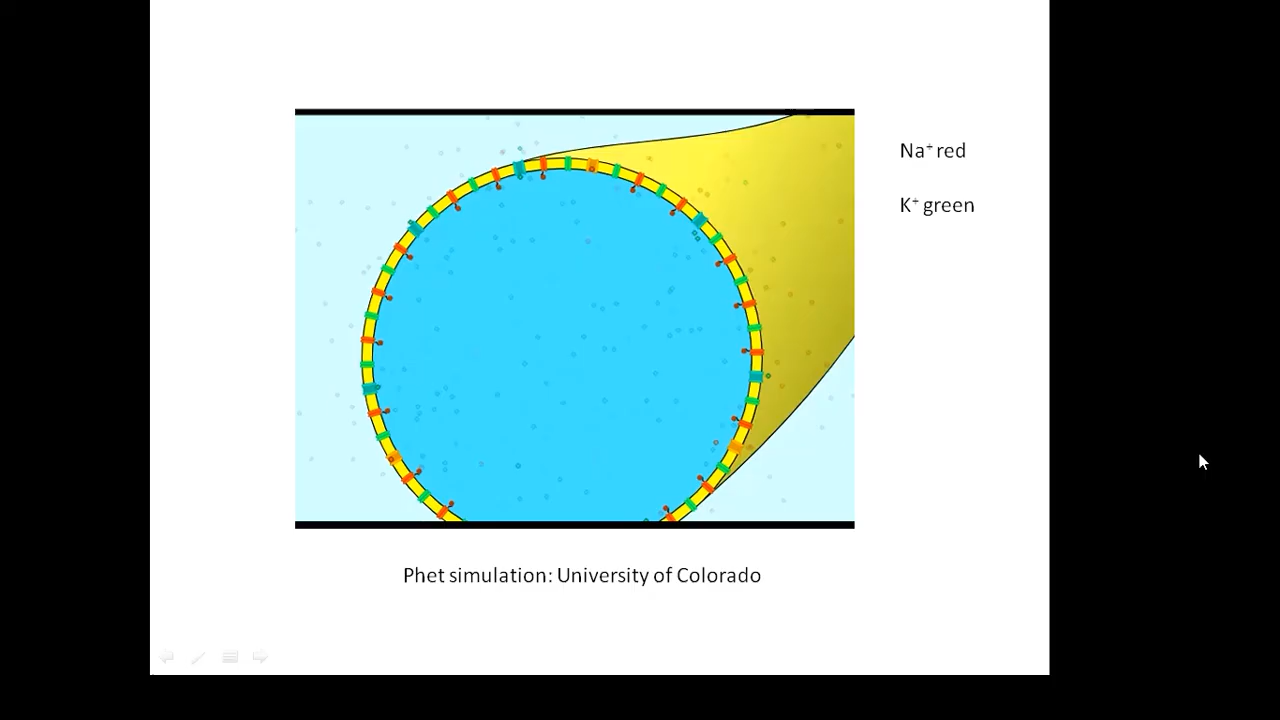 Na⁺ red
K⁺ green
Phet simulation: University of Colorado